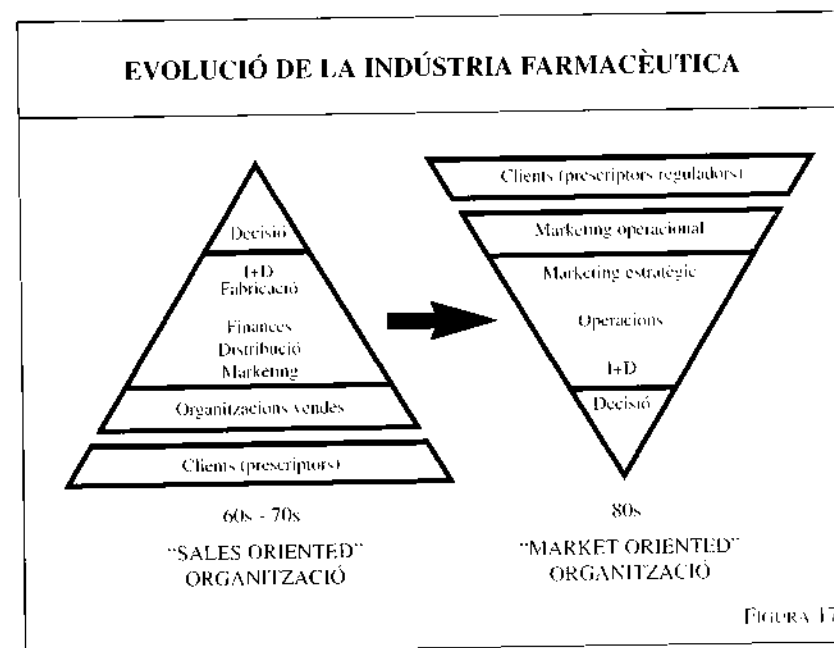 EVOLUCIÓ DE LA INDÚSTRIA FARMACÈUTICA
Decisió
I+D
Fabricació
Finances
Distribució
Marketing
Organitzacions vendes
Clients (prescriptors)
60s - 70s
"SALES ORIENTED"
ORGANITZACIÓ
Clients (prescriptors reguladors)
Marketing operacional
Marketing estratégic
Operacions
I+D
Decisió
80s
"MARKET ORIENTED"
ORGANITZACIÓ
FIGURA 17